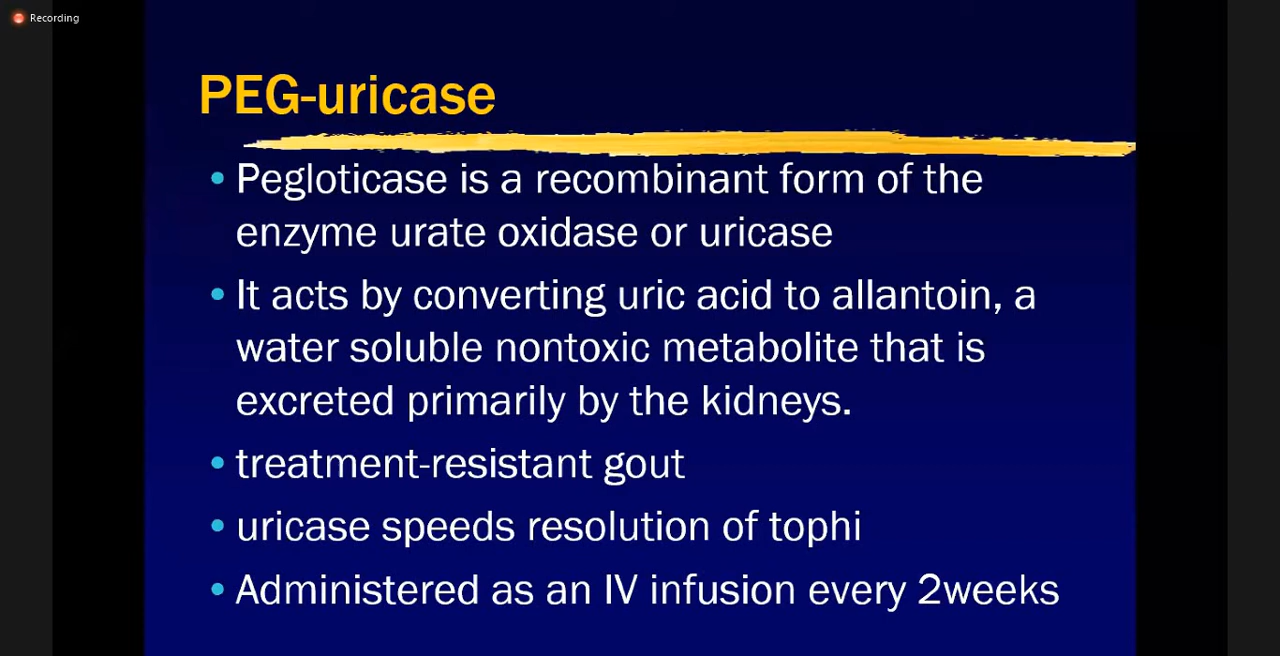 Recording
PEG-uricase
• Pegloticase is a recombinant form of the
enzyme urate oxidase or uricase
• It acts by converting uric acid to allantoin, a
water soluble nontoxic metabolite that is
excreted primarily by the kidneys.
• treatment-resistant gout
• uricase speeds resolution of tophi
• Administered as an IV infusion every 2weeks